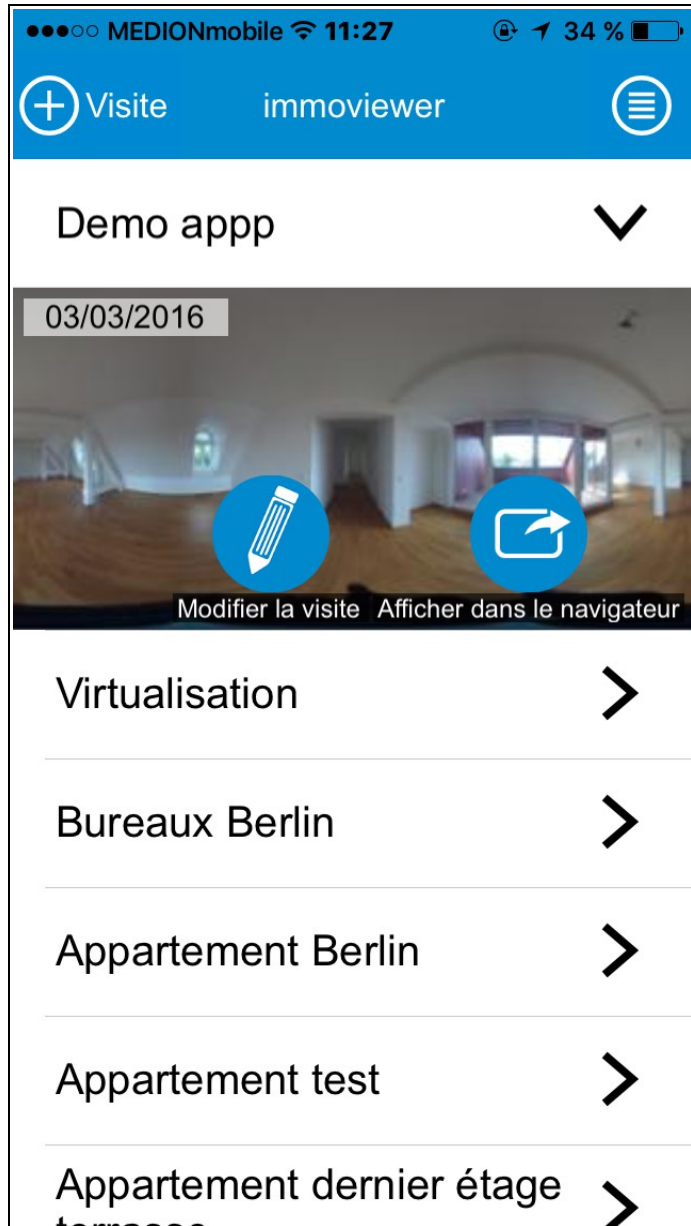 MEDIONmobile 11:27 34 %
Visite immoviewer
Demo appp
03/03/2016
Modifier la visite Afficher dans le navigateur
Virtualisation
Bureaux Berlin
Appartement Berlin
Appartement test
Appartement dernier étage
terrasse